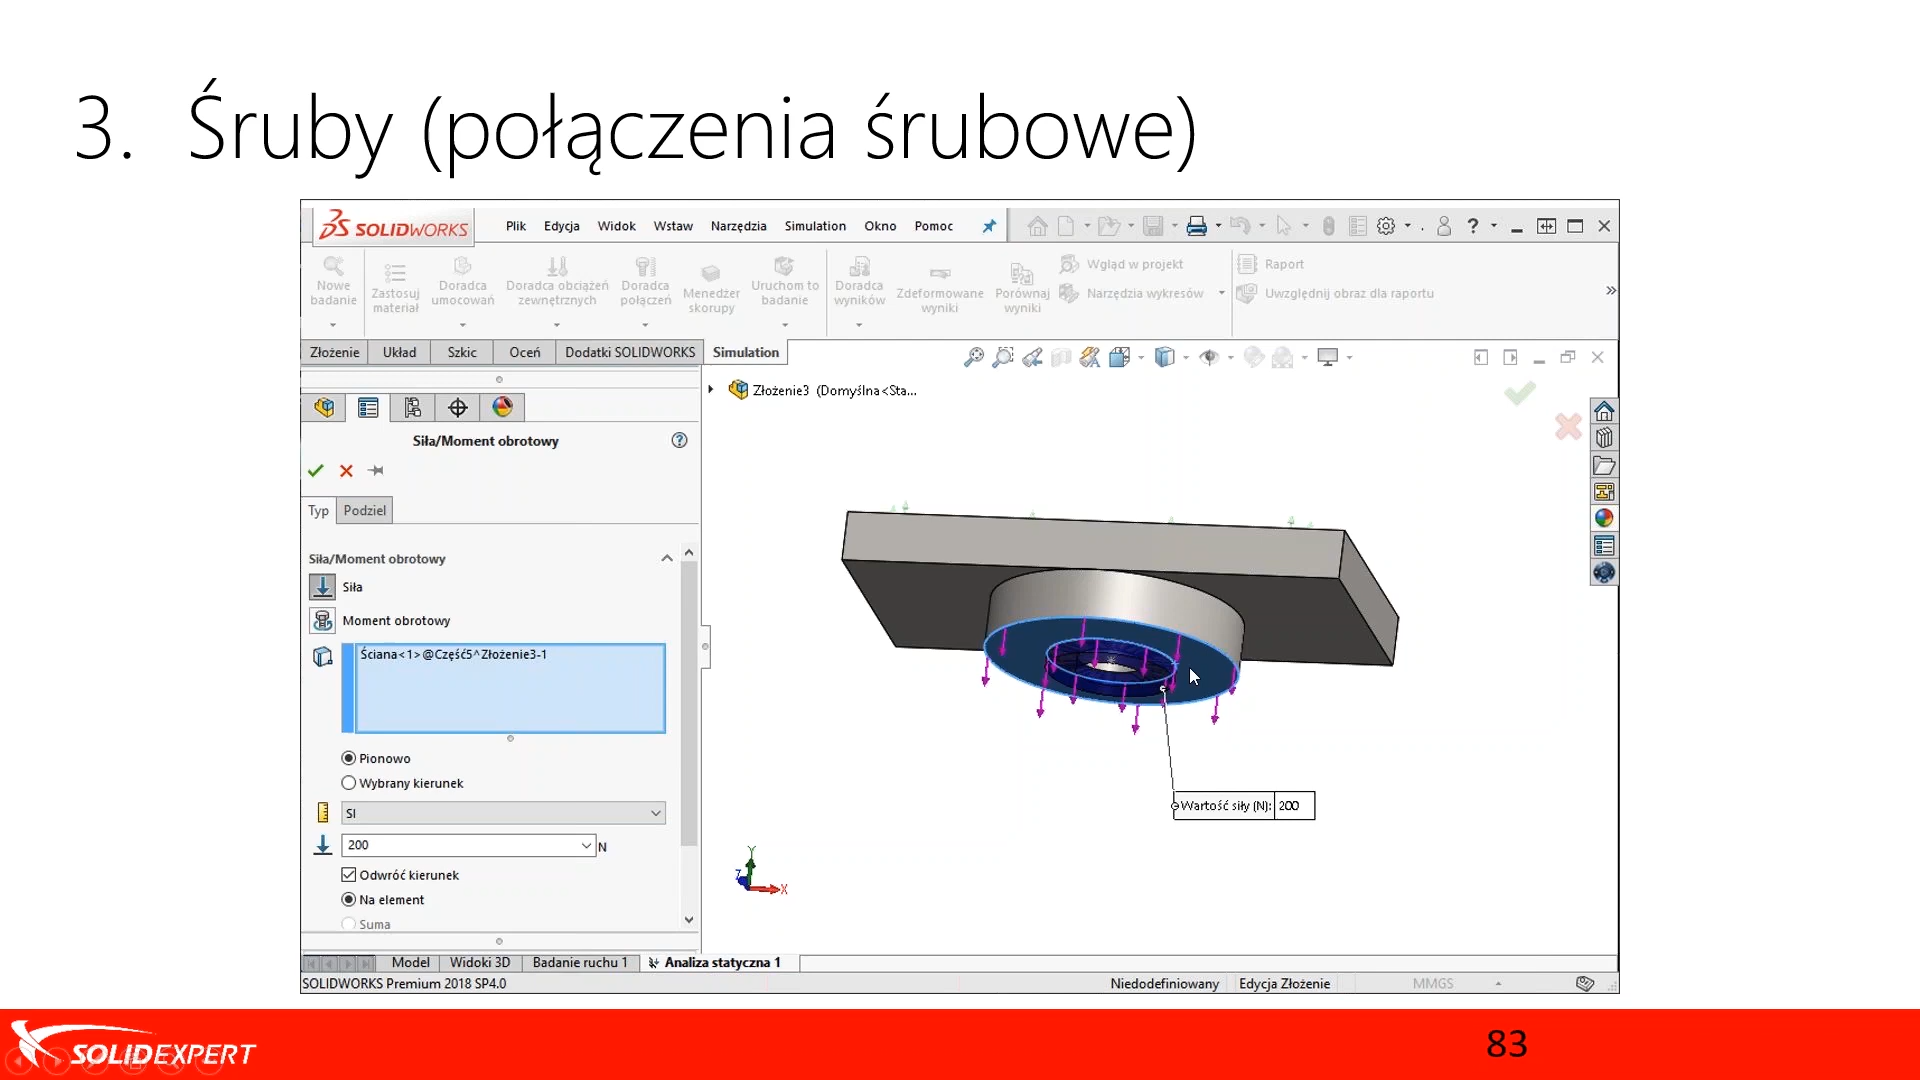 3. Śruby (połączenia śrubowe)
SOLIDWORKS
Plik Edycja Widok Wstaw Narzędzia Simulation Okno Pomoc
Nowe badanie
Zastosuj materiał
Doradca umocowań
Doradca obciążeń zewnętrznych
Doradca połączeń
Menedżer skorupy
Uruchom to badanie
Doradca wyników
Zdeformowane wyniki
Porównaj wyniki
Wgląd w projekt
Narzędzia wykresów
Raport
Uwzględnij obraz dla raportu
Złożenie Układ Szkic Oceń Dodatki SOLIDWORKS Simulation
Złożenie3 (Domyślna<Sta...
Siła/Moment obrotowy
Typ Podziel
Siła/Moment obrotowy
Siła
Moment obrotowy
Ściana<1>@Część5^Złożenie3-1
Pionowo
Wybrany kierunek
SI
200 N
Odwróć kierunek
Na element
Suma
Wartość siły (N): 200
Y
Z
X
Model Widoki 3D Badanie ruchu 1 Analiza statyczna 1
SOLIDWORKS Premium 2018 SP4.0
Niedodefiniowany Edycja Złożenie MMGS
SOLIDEXPERT
83